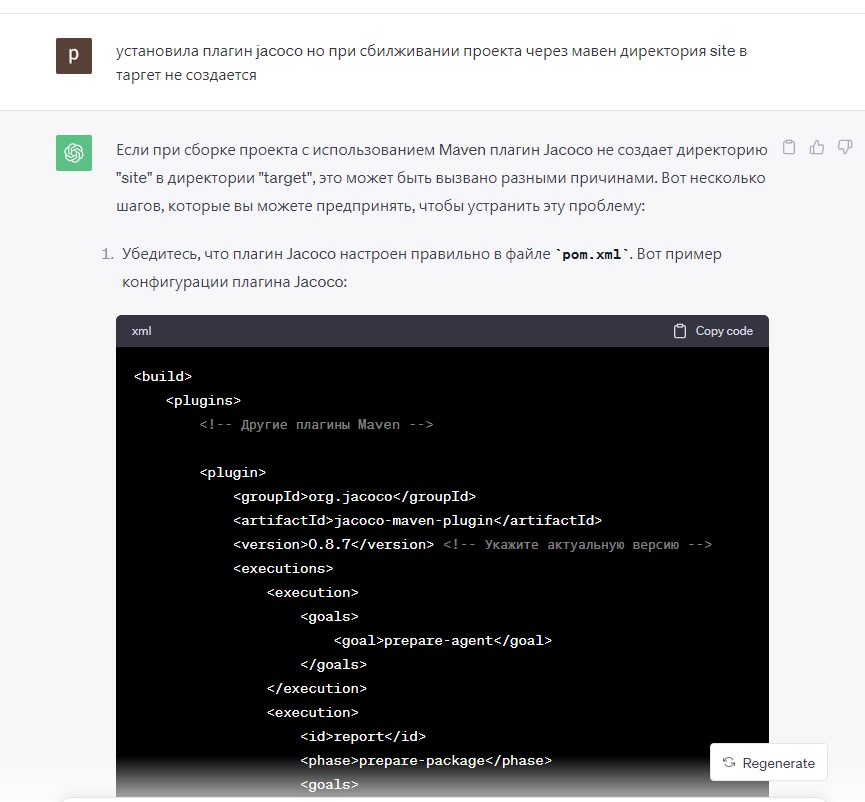 p
установила плагин jacoco но при сбилживании проекта через мавен директория site в
таргет не создается
Если при сборке проекта с использованием Maven плагин Jacoco не создает директорию
"site" в директории "target", это может быть вызвано разными причинами. Вот несколько
шагов, которые вы можете предпринять, чтобы устранить эту проблему:
1. Убедитесь, что плагин Jacoco настроен правильно в файле `pom.xml`. Вот пример
конфигурации плагина Jacoco:
xml
Copy code
<build>
<plugins>
<!-- Другие плагины Maven -->
<plugin>
<groupId>org.jacoco</groupId>
<artifactId>jacoco-maven-plugin</artifactId>
<version>0.8.7</version> <!-- Укажите актуальную версию -->
<executions>
<execution>
<goals>
<goal>prepare-agent</goal>
</goals>
</execution>
<execution>
<id>report</id>
<phase>prepare-package</phase>
<goals>
Regenerate